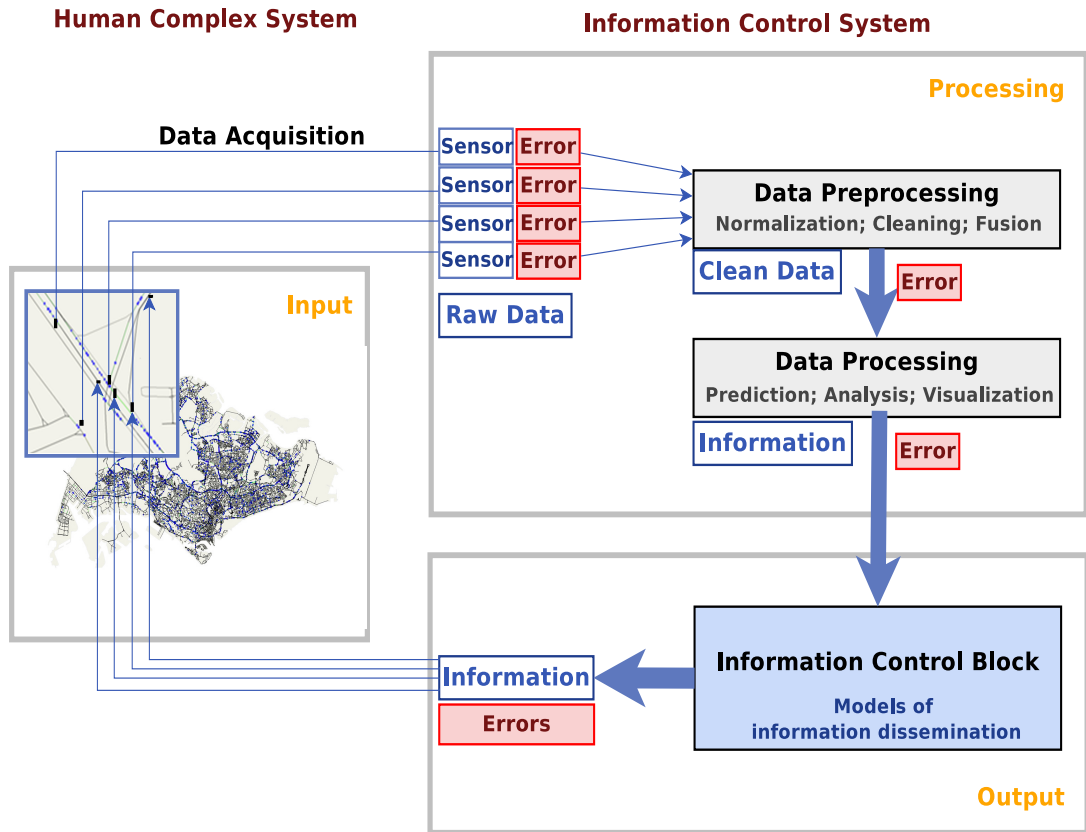 Human Complex System
Information Control System
Processing
Data Acquisition
Sensor Error
Sensor Error
Sensor Error
Sensor Error
Raw Data
Data Preprocessing
Normalization; Cleaning; Fusion
Clean Data
Error
Input
Data Processing
Prediction; Analysis; Visualization
Information
Error
Information Control Block
Models of
information dissemination
Information
Errors
Output